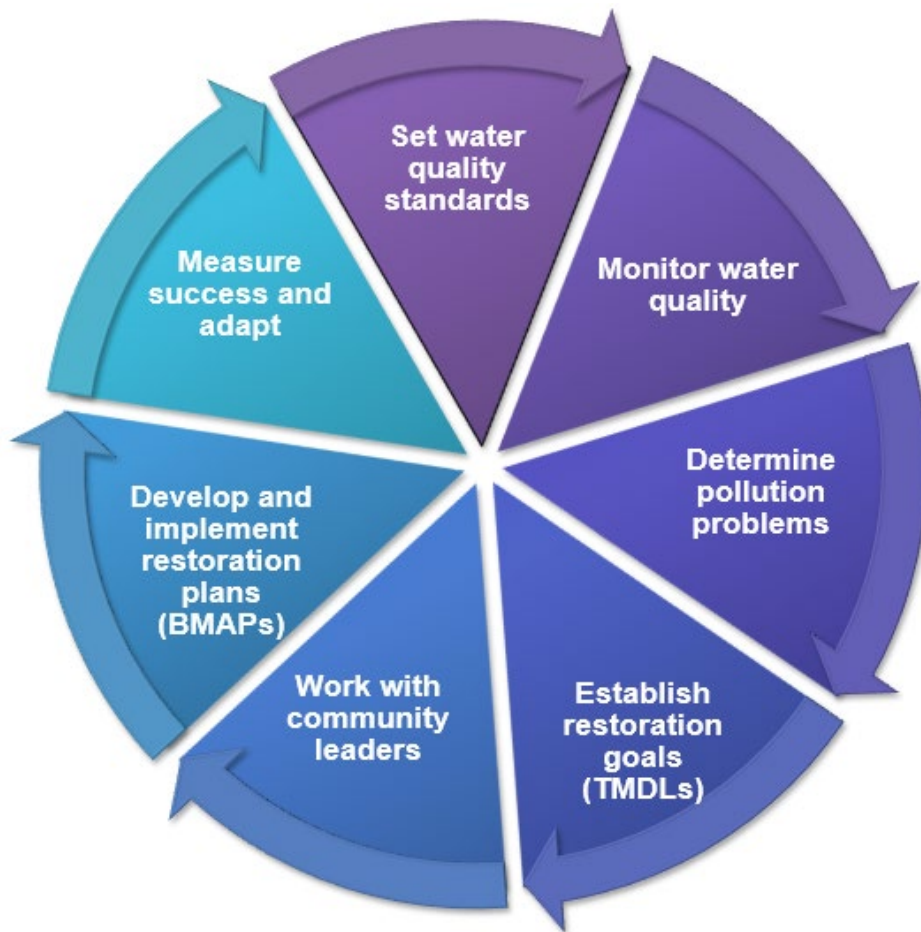 Set water
quality
standards
Monitor water
quality
Determine
pollution
problems
Establish
restoration
goals
(TMDLs)
Work with
community
leaders
Develop and
implement
restoration
plans
(BMAPs)
Measure
success and
adapt